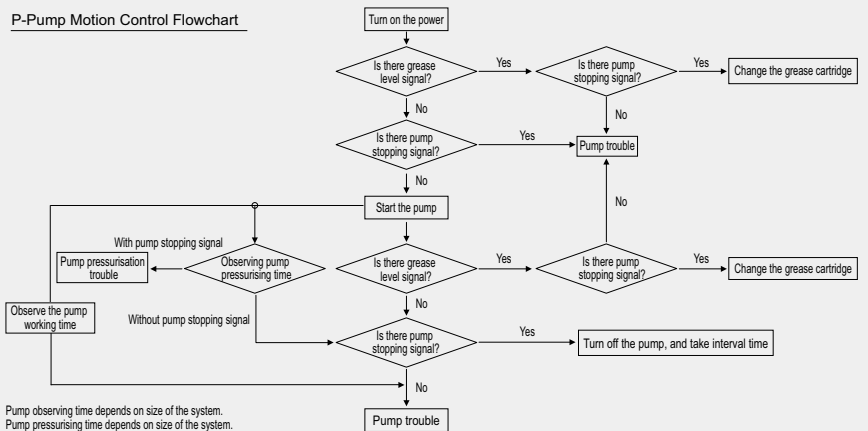 P-Pump Motion Control Flowchart
Turn on the power
Is there grease
level signal?
Yes
Is there pump
stopping signal?
Yes
Change the grease cartridge
No
No
Is there pump
stopping signal?
Yes
Pump trouble
No
No
Start the pump
With pump stopping signal
Pump pressurisation
trouble
Observing pump
pressurising time
Is there grease
level signal?
Yes
Is there pump
stopping signal?
Yes
Change the grease cartridge
No
Observe the pump
working time
Without pump stopping signal
Is there pump
stopping signal?
Yes
Turn off the pump, and take interval time
No
Pump trouble
Pump observing time depends on size of the system.
Pump pressurising time depends on size of the system.